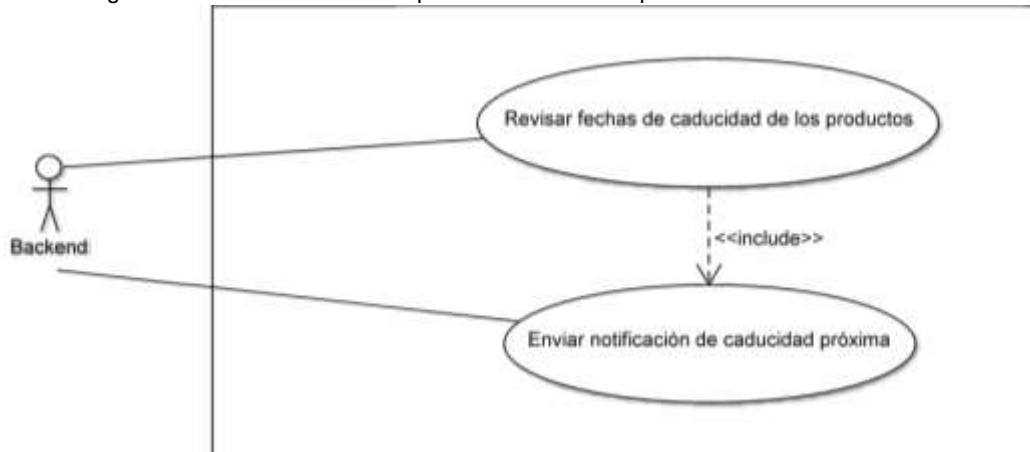 Revisar fechas de caducidad de los productos
Backend
<<include>>
Enviar notificación de caducidad próxima